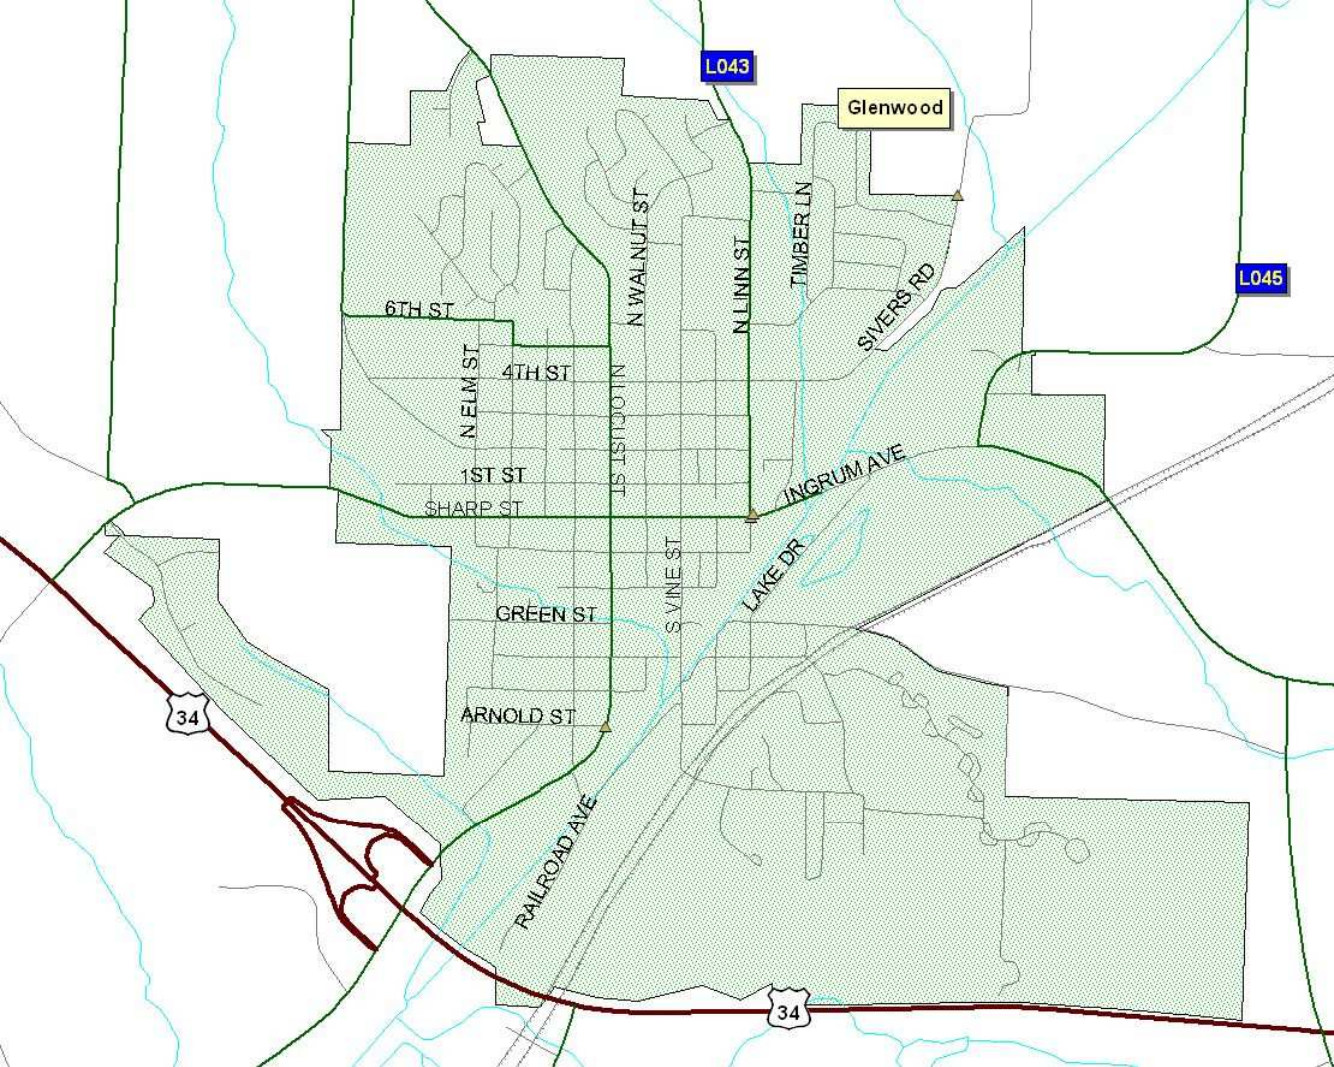 L043
Glenwood
N WALNUT ST
TIMBER LN
N LINN ST
SIVERS RD
L045
6TH ST
N ELM ST
4TH ST
N LOCUST ST
1ST ST
INGRUM AVE
SHARP ST
S VINE ST
LAKE DR
GREEN ST
34
ARNOLD ST
RAILROAD AVE
34